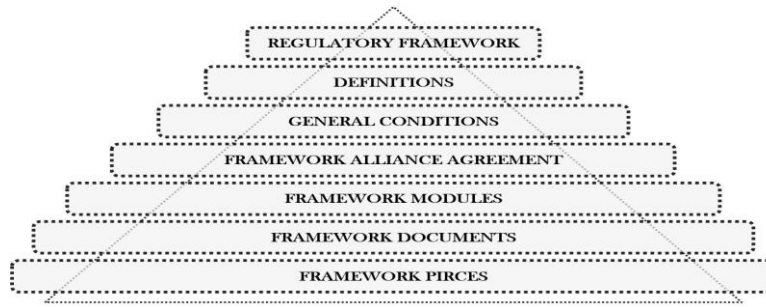 REGULATORY FRAMEWORK
DEFINITIONS
GENERAL CONDITIONS
FRAMEWORK ALLIANCE AGREEMENT
FRAMEWORK MODULES
FRAMEWORK DOCUMENTS
FRAMEWORK PIRCES